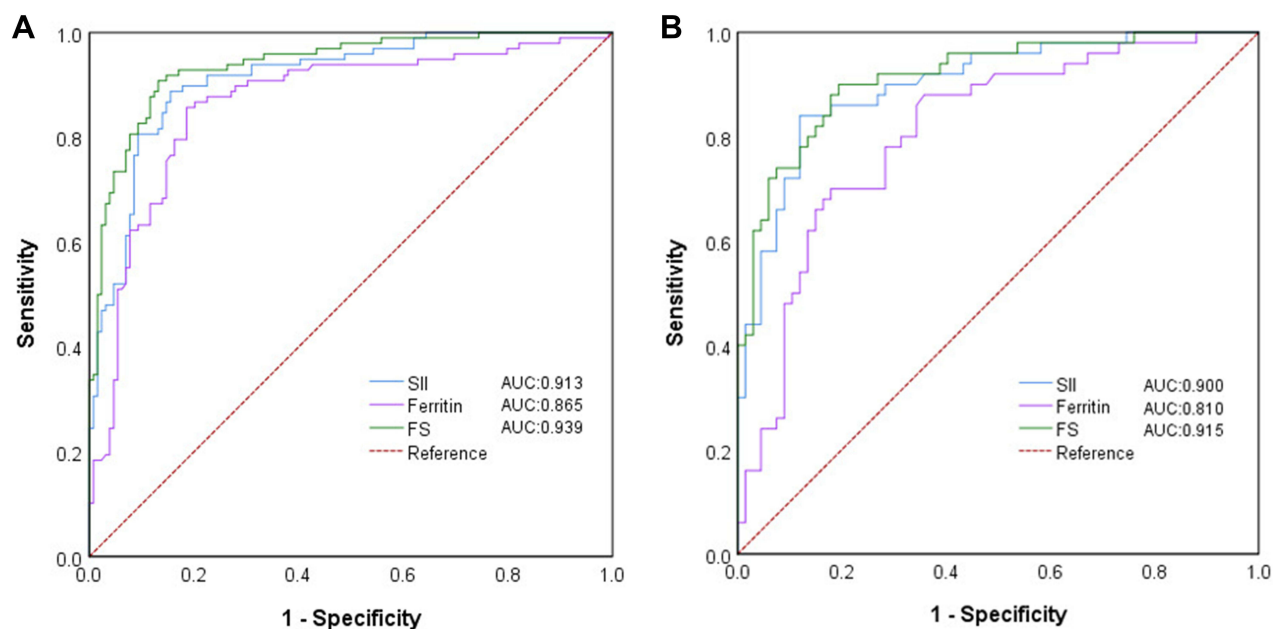 A
1.0
0.8
0.6
0.4
0.2
0.0
Sensitivity
SII AUC:0.913
Ferritin AUC:0.865
FS AUC:0.939
Reference
0.0 0.2 0.4 0.6 0.8 1.0
1 - Specificity
B
1.0
0.8
0.6
0.4
0.2
0.0
Sensitivity
SII AUC:0.900
Ferritin AUC:0.810
FS AUC:0.915
Reference
0.0 0.2 0.4 0.6 0.8 1.0
1 - Specificity